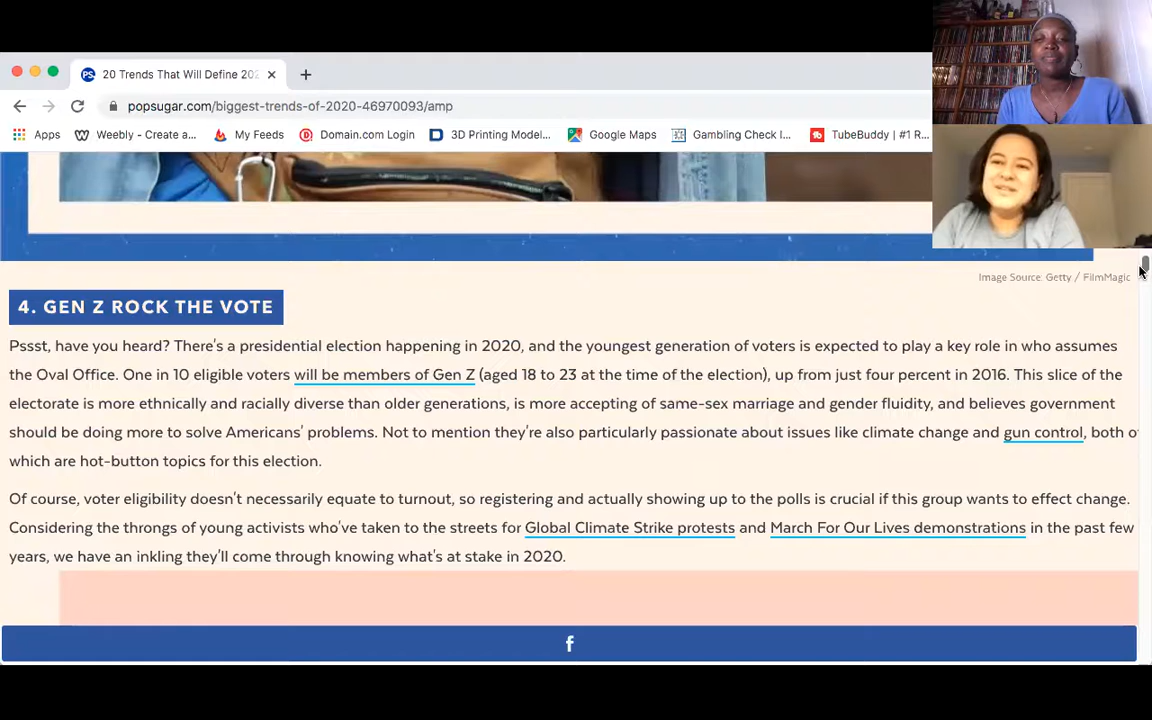 PS
20 Trends That Will Define 202
popsugar.com/biggest-trends-of-2020-46970093/amp
Apps Weebly - Create a... My Feeds Domain.com Login 3D Printing Model... Google Maps Gambling Check I... TubeBuddy | #1 R...
Image Source: Getty / FilmMagic
4. GEN Z ROCK THE VOTE
Pssst, have you heard? There's a presidential election happening in 2020, and the youngest generation of voters is expected to play a key role in who assumes
the Oval Office. One in 10 eligible voters will be members of Gen Z (aged 18 to 23 at the time of the election), up from just four percent in 2016. This slice of the
electorate is more ethnically and racially diverse than older generations, is more accepting of same-sex marriage and gender fluidity, and believes government
should be doing more to solve Americans' problems. Not to mention they're also particularly passionate about issues like climate change and gun control, both o
which are hot-button topics for this election.
Of course, voter eligibility doesn't necessarily equate to turnout, so registering and actually showing up to the polls is crucial if this group wants to effect change.
Considering the throngs of young activists who've taken to the streets for Global Climate Strike protests and March For Our Lives demonstrations in the past few
years, we have an inkling they'll come through knowing what's at stake in 2020.
f